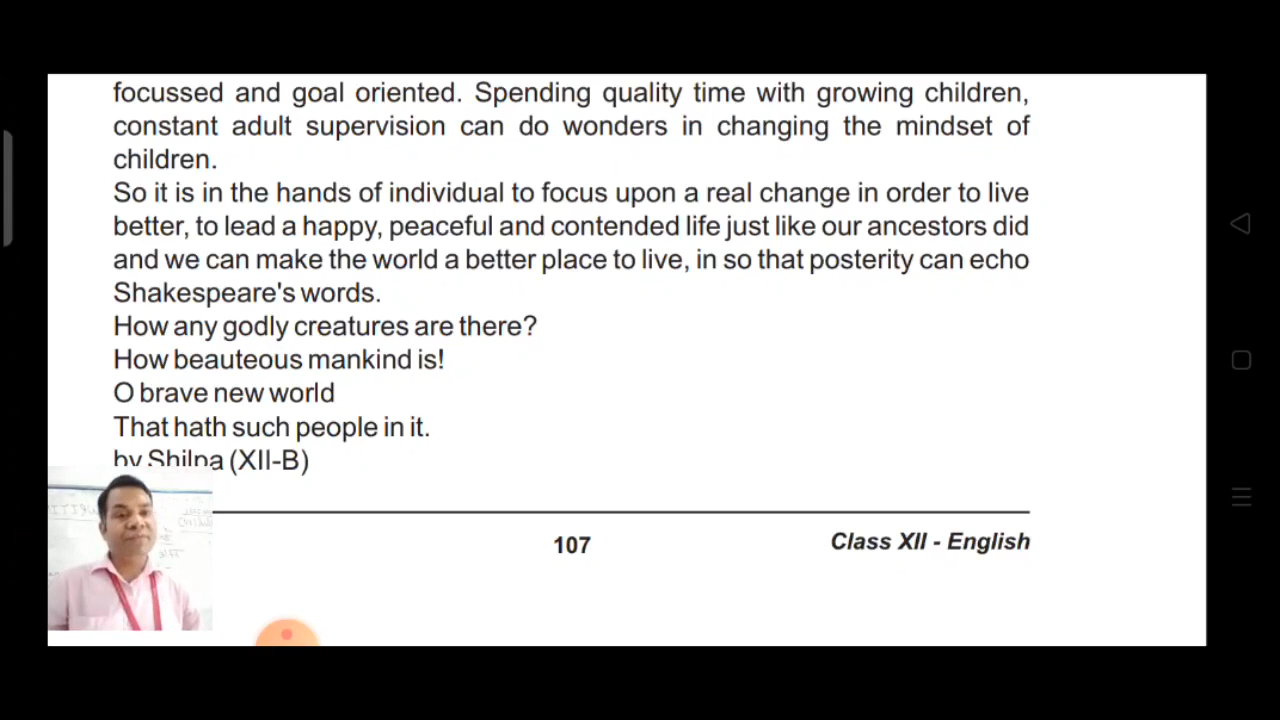 focussed and goal oriented. Spending quality time with growing children,
constant adult supervision can do wonders in changing the mindset of
children.
So it is in the hands of individual to focus upon a real change in order to live
better, to lead a happy, peaceful and contended life just like our ancestors did
and we can make the world a better place to live, in so that posterity can echo
Shakespeare's words.
How any godly creatures are there?
How beauteous mankind is!
O brave new world
That hath such people in it.
by Shilpa (XII-B)
107
Class XII - English